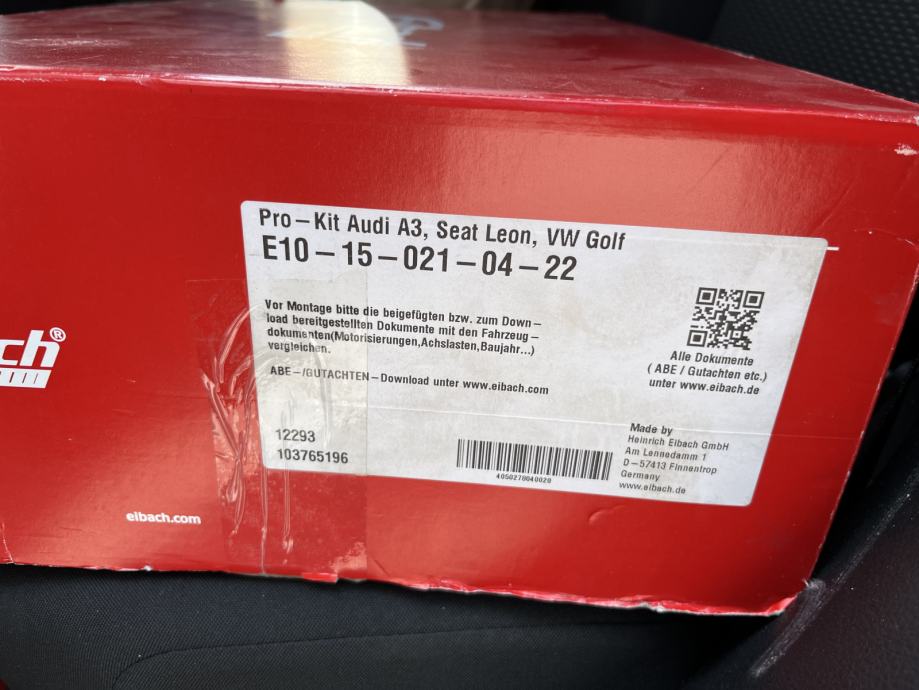 Pro-Kit Audi A3, Seat Leon, VW Golf
E10-15-021-04-22
Vor Montage bitte die beigefügten bzw. zum Down-
load bereitgestellten Dokumente mit den Fahrzeug-
dokumenten(Motorisierungen,Achslasten,Baujahr...)
vergleichen.
ABE-/GUTACHTEN-Download unter www.eibach.com
Alle Dokumente
( ABE / Gutachten etc.)
unter www.eibach.de
12293
103765196
4050278040028
Made by
Heinrich Eibach GmbH
Am Lennedamm 1
D-57413 Finnentrop
Germany
www.eibach.de
ch®
eibach.com